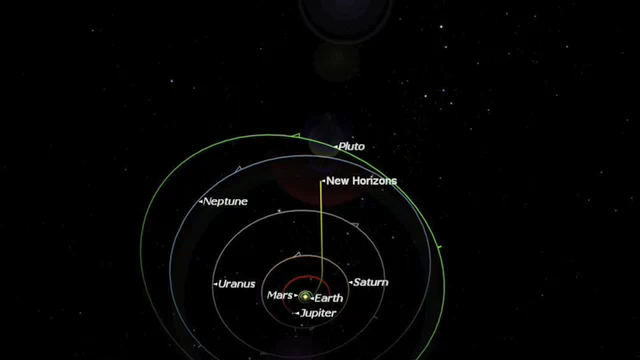 Pluto
New Horizons
Neptune
Uranus
Saturn
Mars
Earth
Jupiter